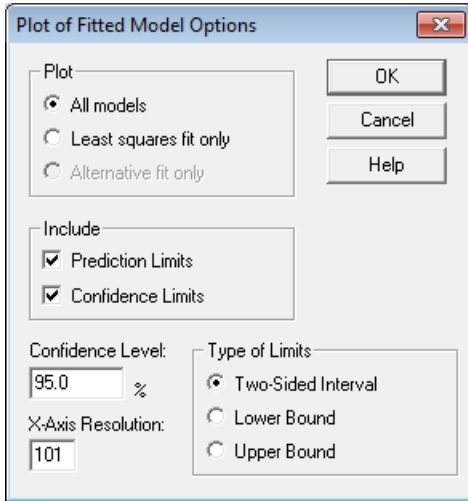 Plot of Fitted Model Options
Plot
All models
Least squares fit only
Alternative fit only
OK
Cancel
Help
Include
Prediction Limits
Confidence Limits
Confidence Level:
95.0 %
X-Axis Resolution:
101
Type of Limits
Two-Sided Interval
Lower Bound
Upper Bound